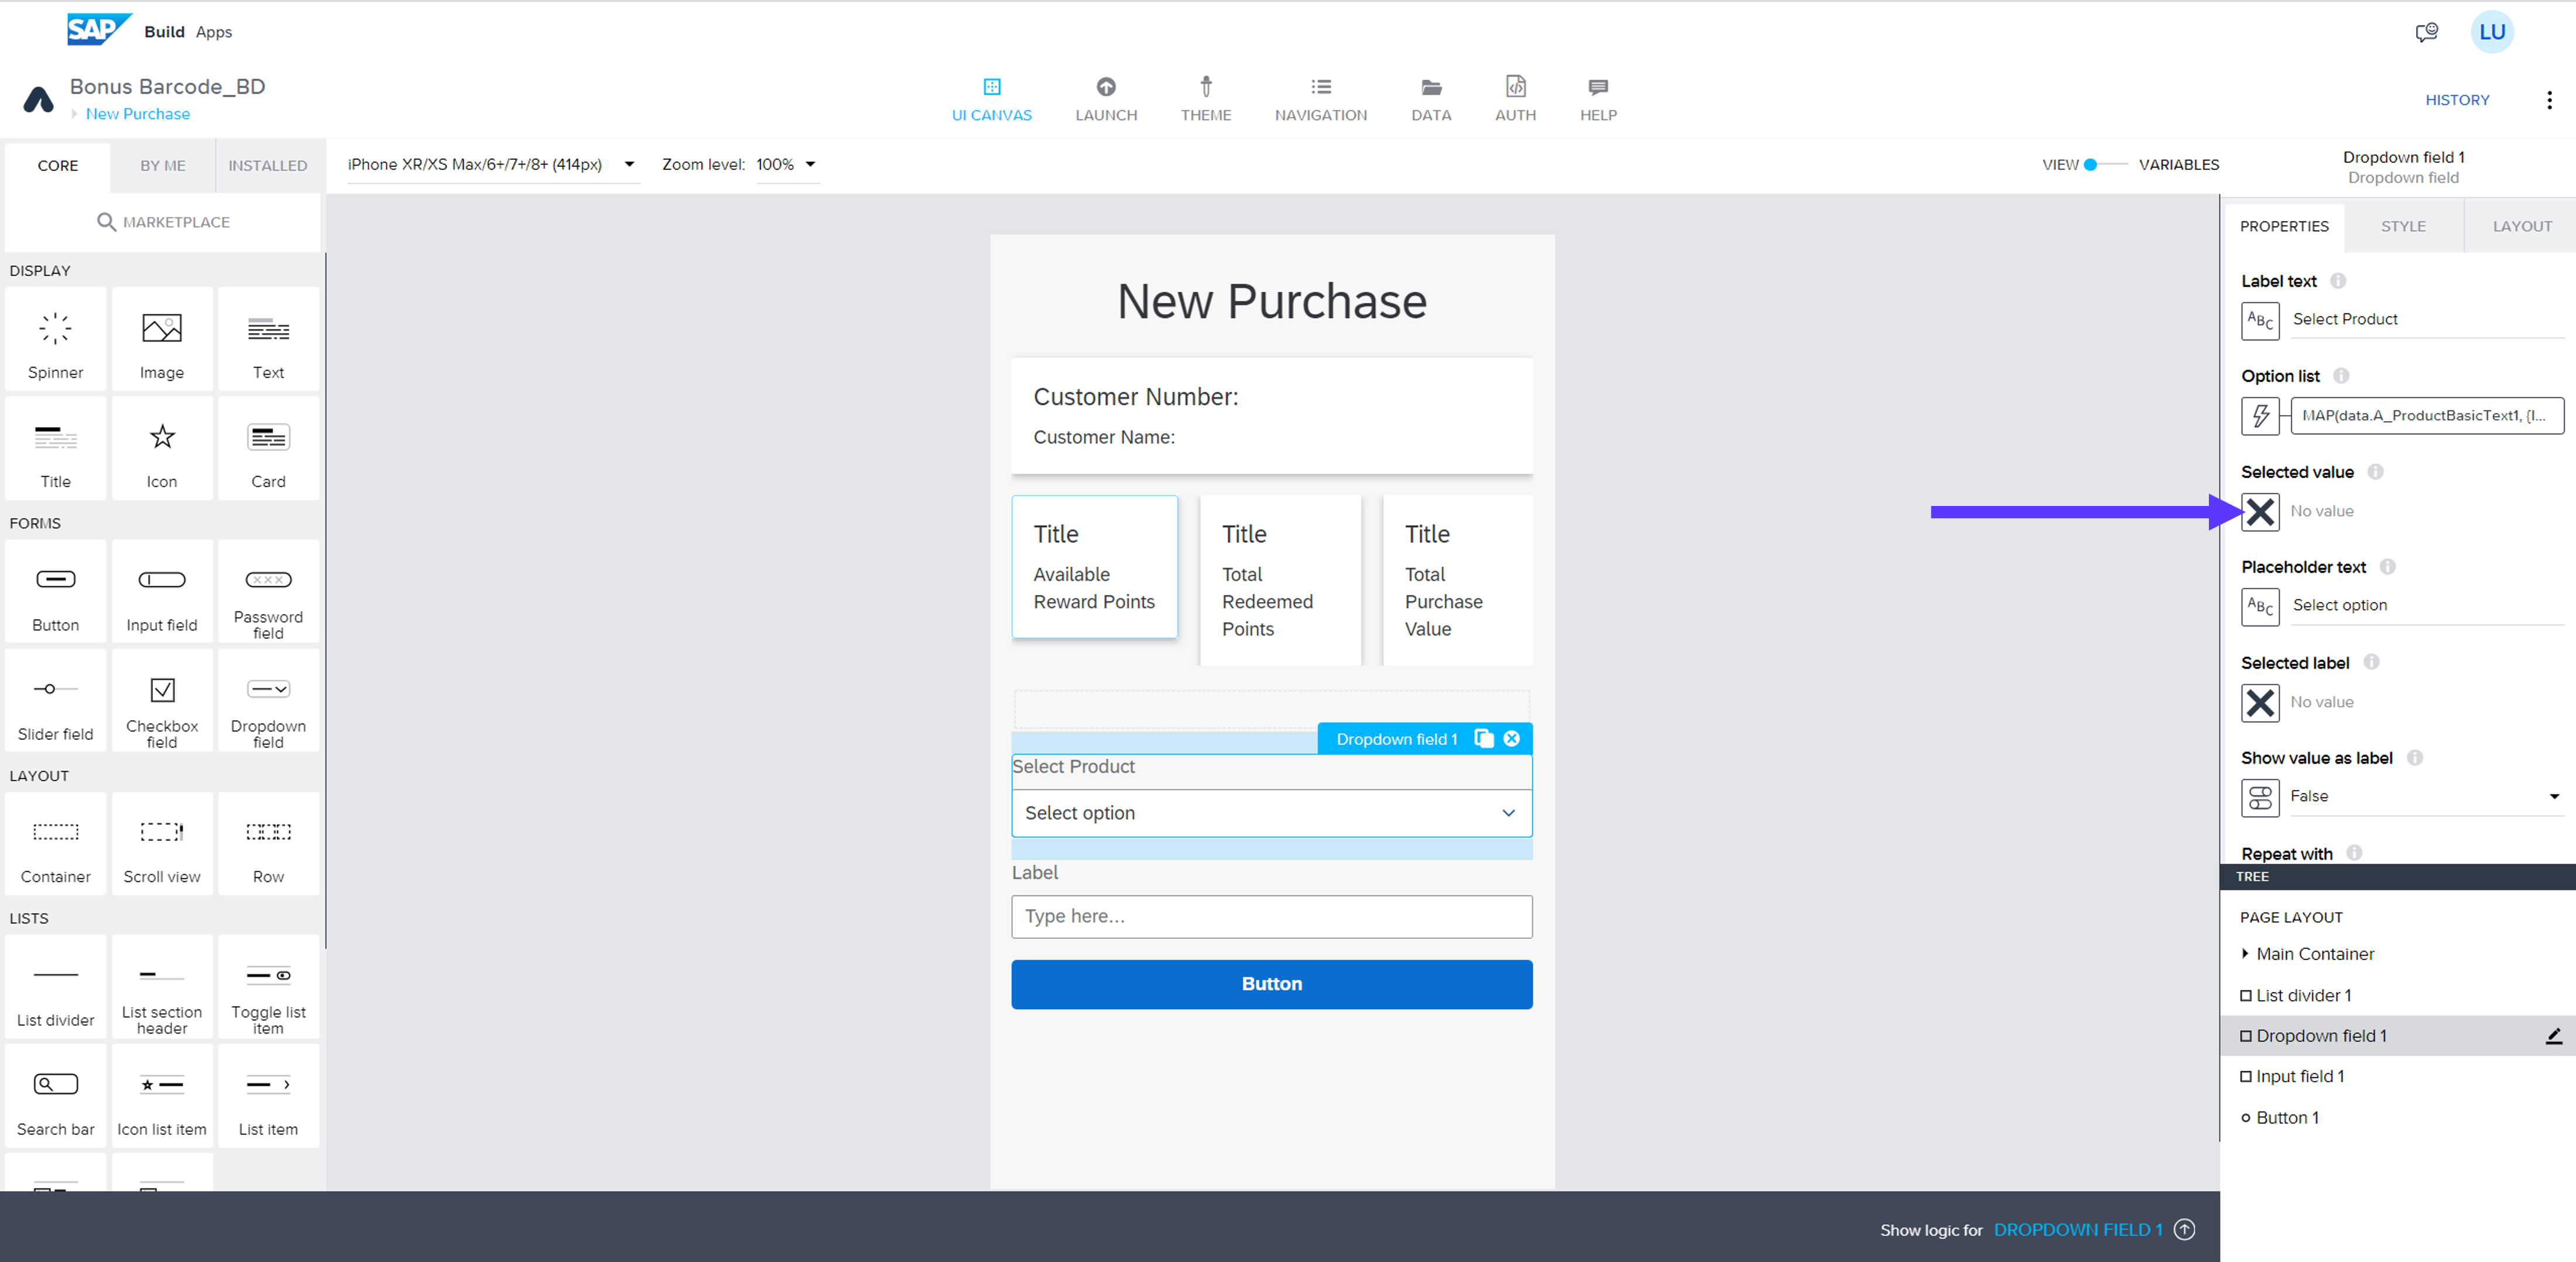 SAP Build Apps
LU
Bonus Barcode_BD
New Purchase
UI CANVAS
LAUNCH
THEME
NAVIGATION
DATA
AUTH
HELP
HISTORY
CORE
BY ME
INSTALLED
iPhone XR/XS Max/6+/7+/8+ (414px)
Zoom level: 100%
VIEW
VARIABLES
Dropdown field 1
Dropdown field
MARKETPLACE
PROPERTIES
STYLE
LAYOUT
DISPLAY
Spinner
Image
Text
Title
Icon
Card
FORMS
Button
Input field
Password
field
Slider field
Checkbox
field
Dropdown
field
LAYOUT
Container
Scroll view
Row
LISTS
List divider
List section
header
Toggle list
item
Search bar
Icon list item
List item
New Purchase
Customer Number:
Customer Name:
Title
Available
Reward Points
Title
Total
Redeemed
Points
Title
Total
Purchase
Value
Dropdown field 1
Select Product
Select option
Label
Type here...
Button
Label text
ABC
Select Product
Option list
MAP(data.A_ProductBasicText1, {l...
Selected value
No value
Placeholder text
ABC
Select option
Selected label
No value
Show value as label
False
Repeat with
TREE
PAGE LAYOUT
Main Container
List divider 1
Dropdown field 1
Input field 1
Button 1
Show logic for DROPDOWN FIELD 1